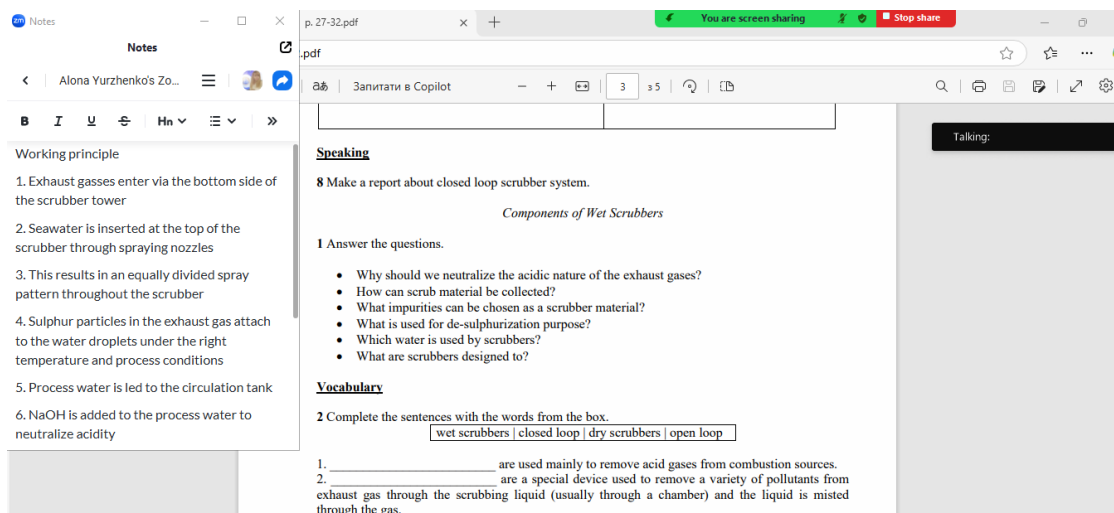 zm Notes
Notes
Alona Yurzhenko's Zo...
B I U S Hn
Working principle
1. Exhaust gasses enter via the bottom side of
the scrubber tower
2. Seawater is inserted at the top of the
scrubber through spraying nozzles
3. This results in an equally divided spray
pattern throughout the scrubber
4. Sulphur particles in the exhaust gas attach
to the water droplets under the right
temperature and process conditions
5. Process water is led to the circulation tank
6. NaOH is added to the process water to
neutralize acidity
p. 27-32.pdf
You are screen sharing
Stop share
.pdf
аあ
Запитати в Copilot
3 з 5
Talking:
Speaking
8 Make a report about closed loop scrubber system.
Components of Wet Scrubbers
1 Answer the questions.
• Why should we neutralize the acidic nature of the exhaust gases?
• How can scrub material be collected?
• What impurities can be chosen as a scrubber material?
• What is used for de-sulphurization purpose?
• Which water is used by scrubbers?
• What are scrubbers designed to?
Vocabulary
2 Complete the sentences with the words from the box.
wet scrubbers | closed loop | dry scrubbers | open loop
1. __________________________ are used mainly to remove acid gases from combustion sources.
2. __________________________ are a special device used to remove a variety of pollutants from
exhaust gas through the scrubbing liquid (usually through a chamber) and the liquid is misted
through the gas.